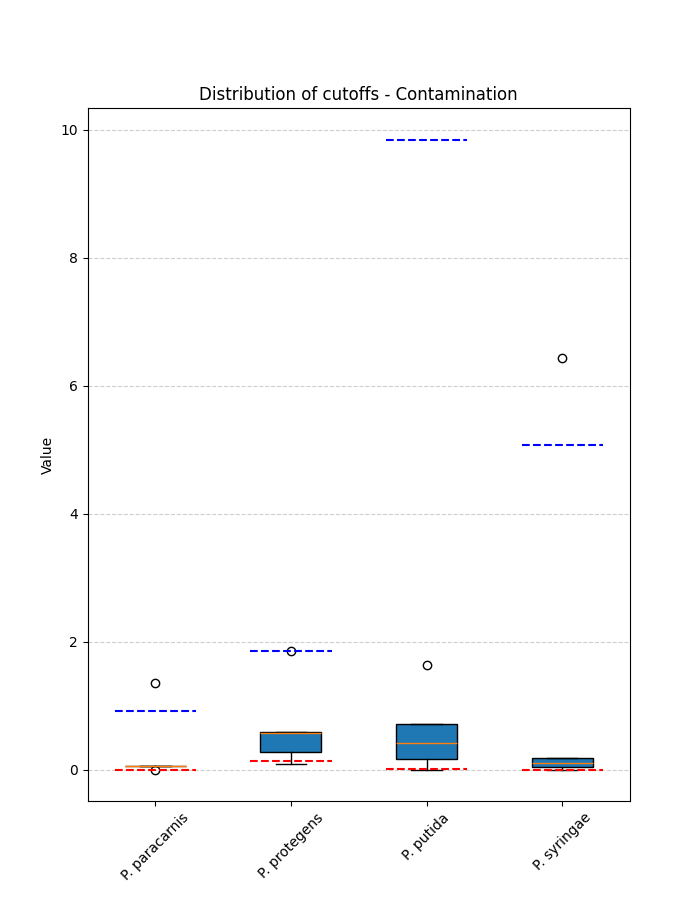 Distribution of cutoffs - Contamination
10
8
6
4
2
0
Value
P. paracarnis
P. protegens
P. putida
P. syringae